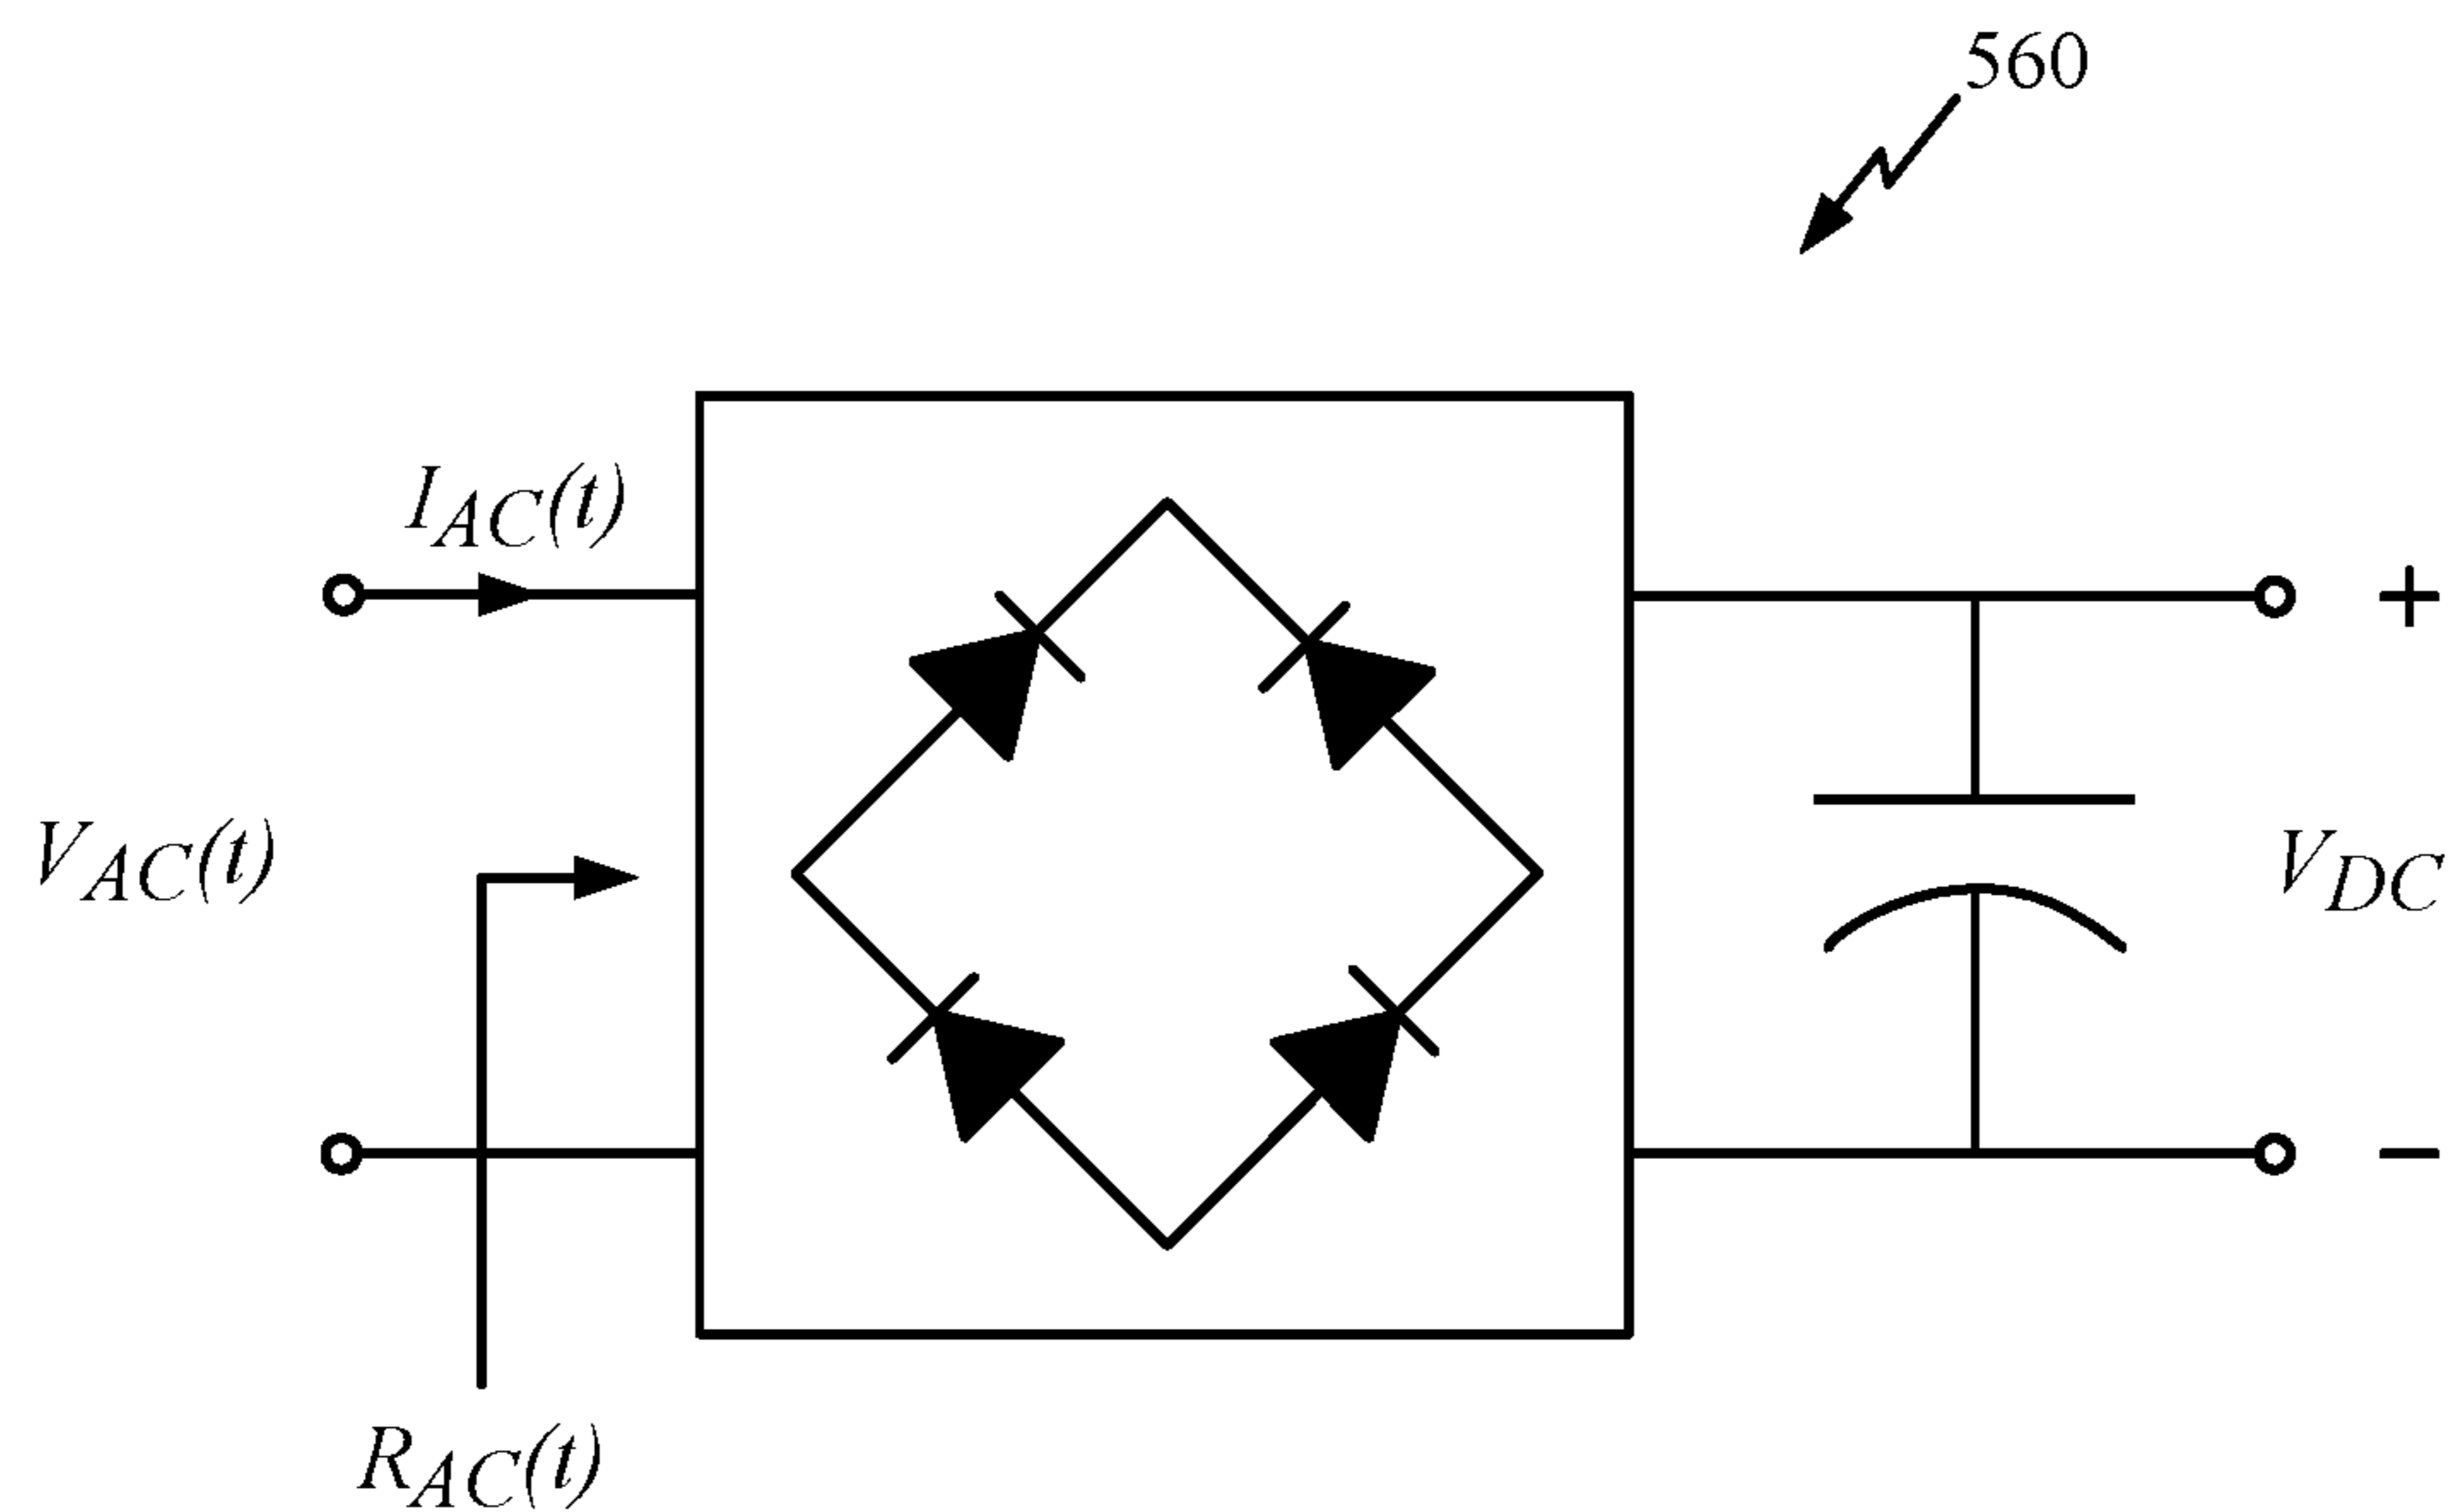 560
I_AC(t)
+
V_AC(t)
V_DC
−
R_AC(t)